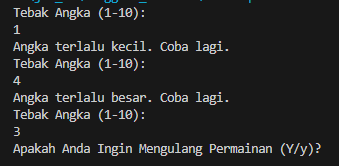 Tebak Angka (1-10):
1
Angka terlalu kecil. Coba lagi.
Tebak Angka (1-10):
4
Angka terlalu besar. Coba lagi.
Tebak Angka (1-10):
3
Apakah Anda Ingin Mengulang Permainan (Y/y)?